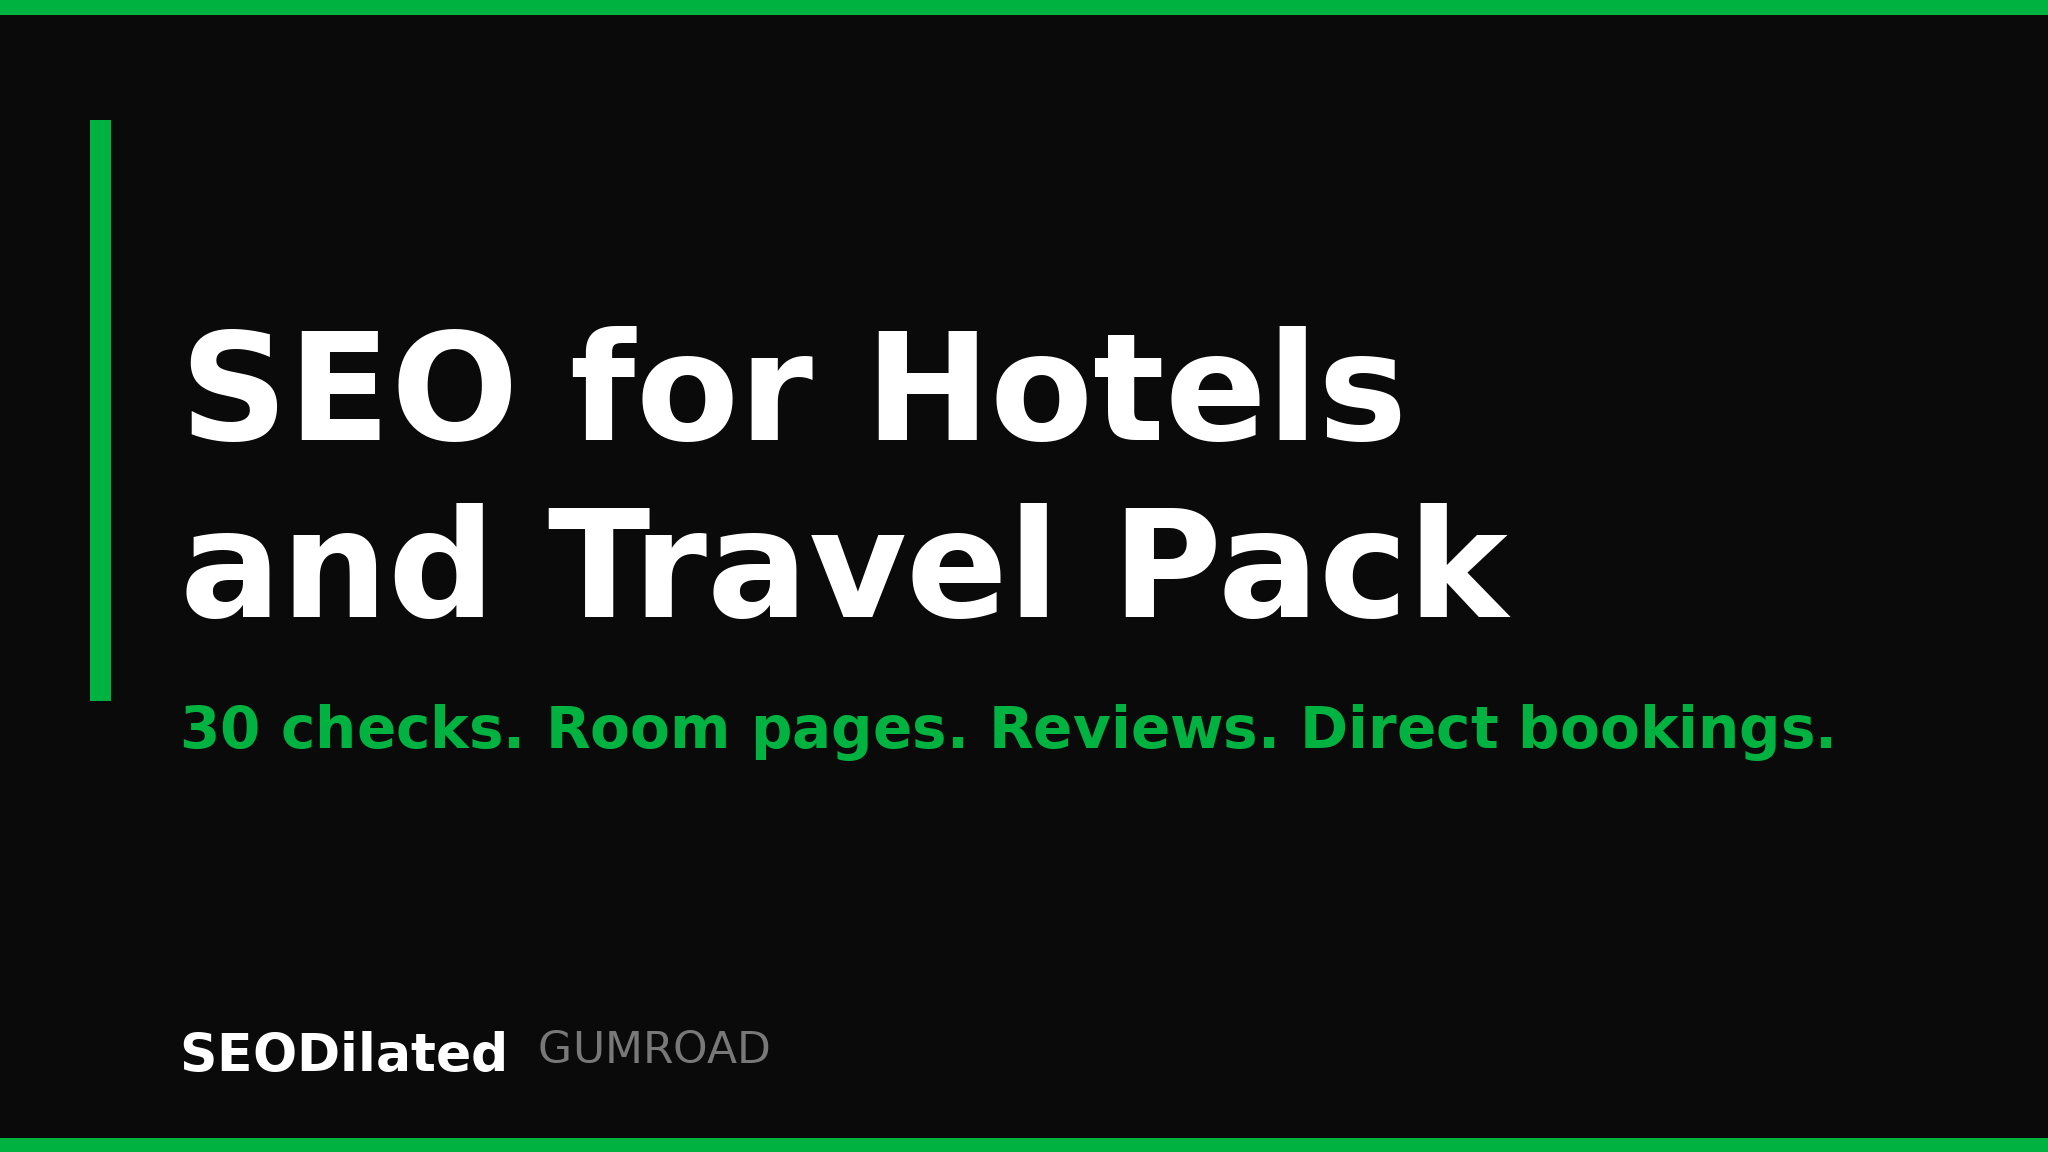 SEO for Hotels
and Travel Pack
30 checks. Room pages. Reviews. Direct bookings.
SEODilated GUMROAD